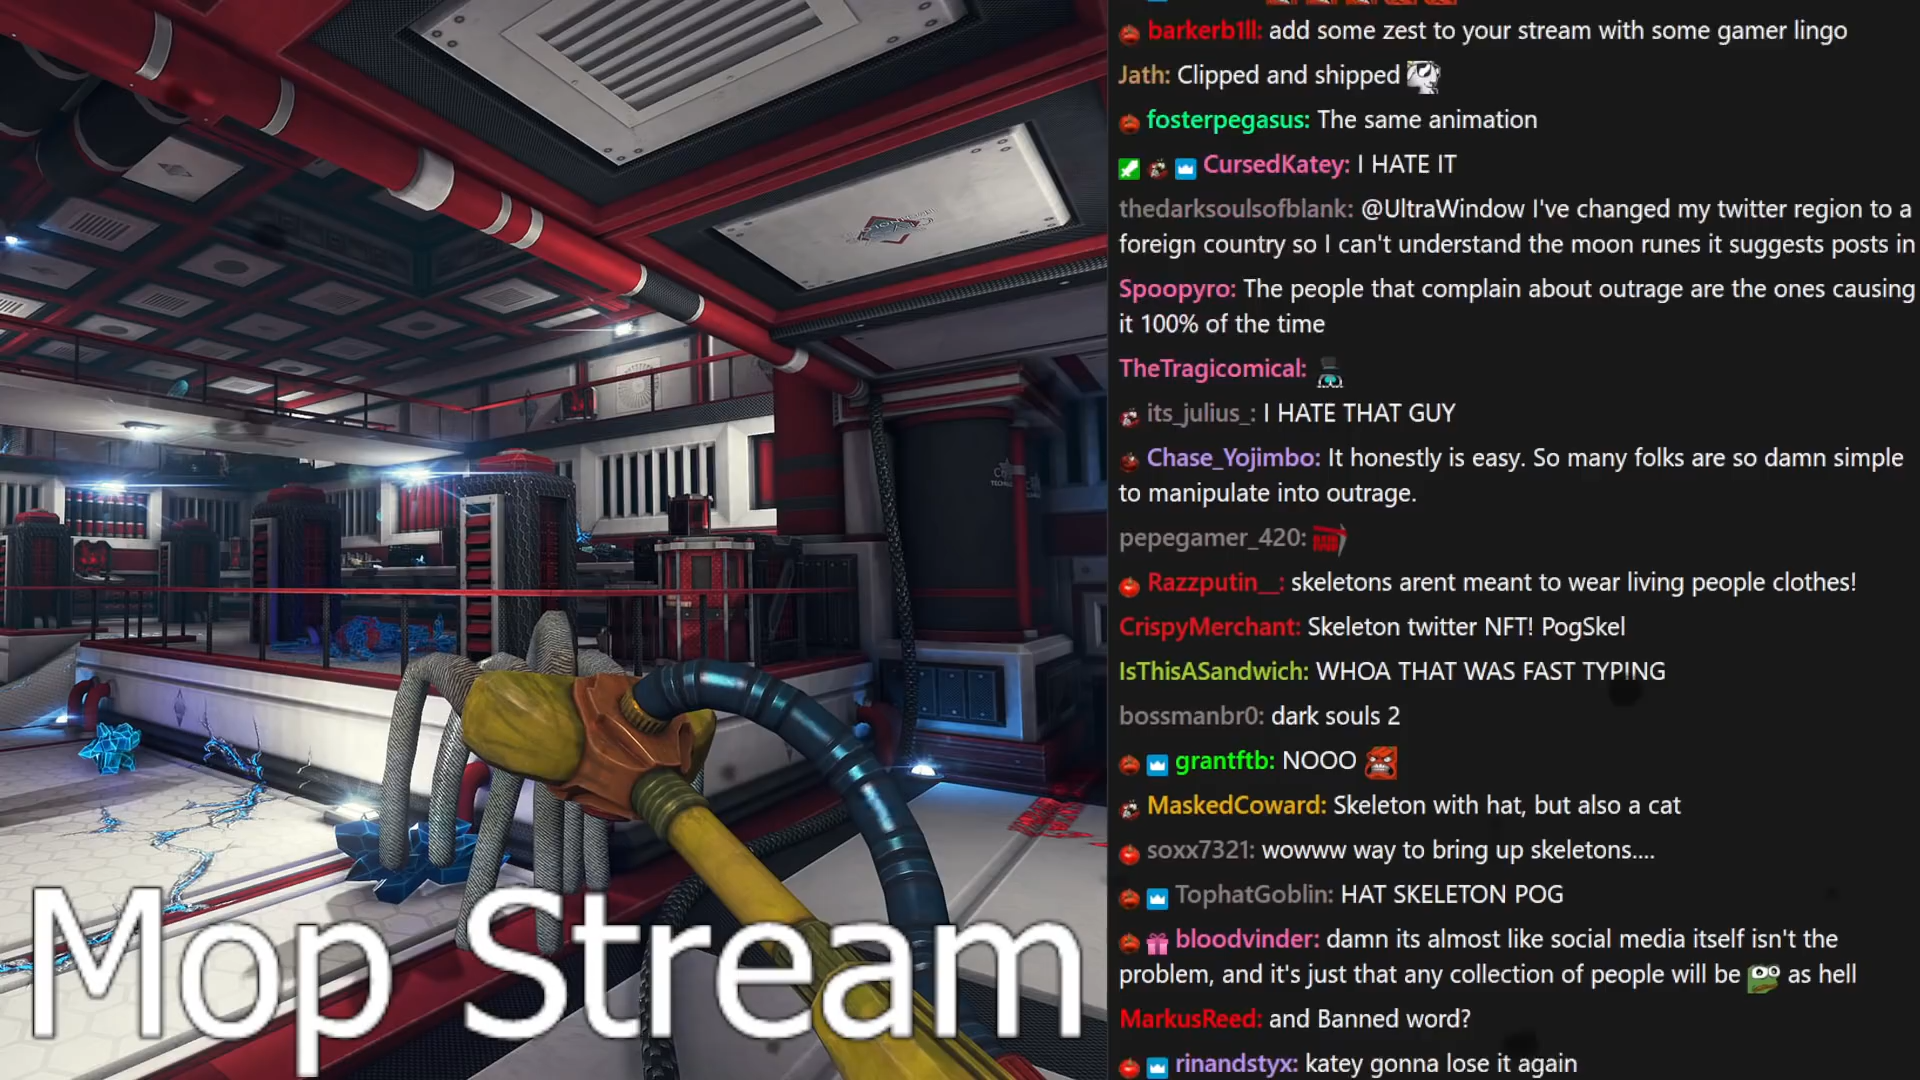 barkerb1ll: add some zest to your stream with some gamer lingo
Jath: Clipped and shipped
fosterpegasus: The same animation
CursedKatey: I HATE IT
thedarksoulsofblank: @UltraWindow I've changed my twitter region to a
foreign country so I can't understand the moon runes it suggests posts in
Spoopyro: The people that complain about outrage are the ones causing
it 100% of the time
TheTragicomical:
its_julius_: I HATE THAT GUY
Chase_Yojimbo: It honestly is easy. So many folks are so damn simple
to manipulate into outrage.
pepegamer_420:
Razzputin__: skeletons arent meant to wear living people clothes!
CrispyMerchant: Skeleton twitter NFT! PogSkel
IsThisASandwich: WHOA THAT WAS FAST TYPING
bossmanbr0: dark souls 2
grantftb: NOOO
MaskedCoward: Skeleton with hat, but also a cat
soxx7321: wowww way to bring up skeletons....
TophatGoblin: HAT SKELETON POG
bloodvinder: damn its almost like social media itself isn't the
problem, and it's just that any collection of people will be as hell
MarkusReed: and Banned word?
rinandstyx: katey gonna lose it again
Mop Stream